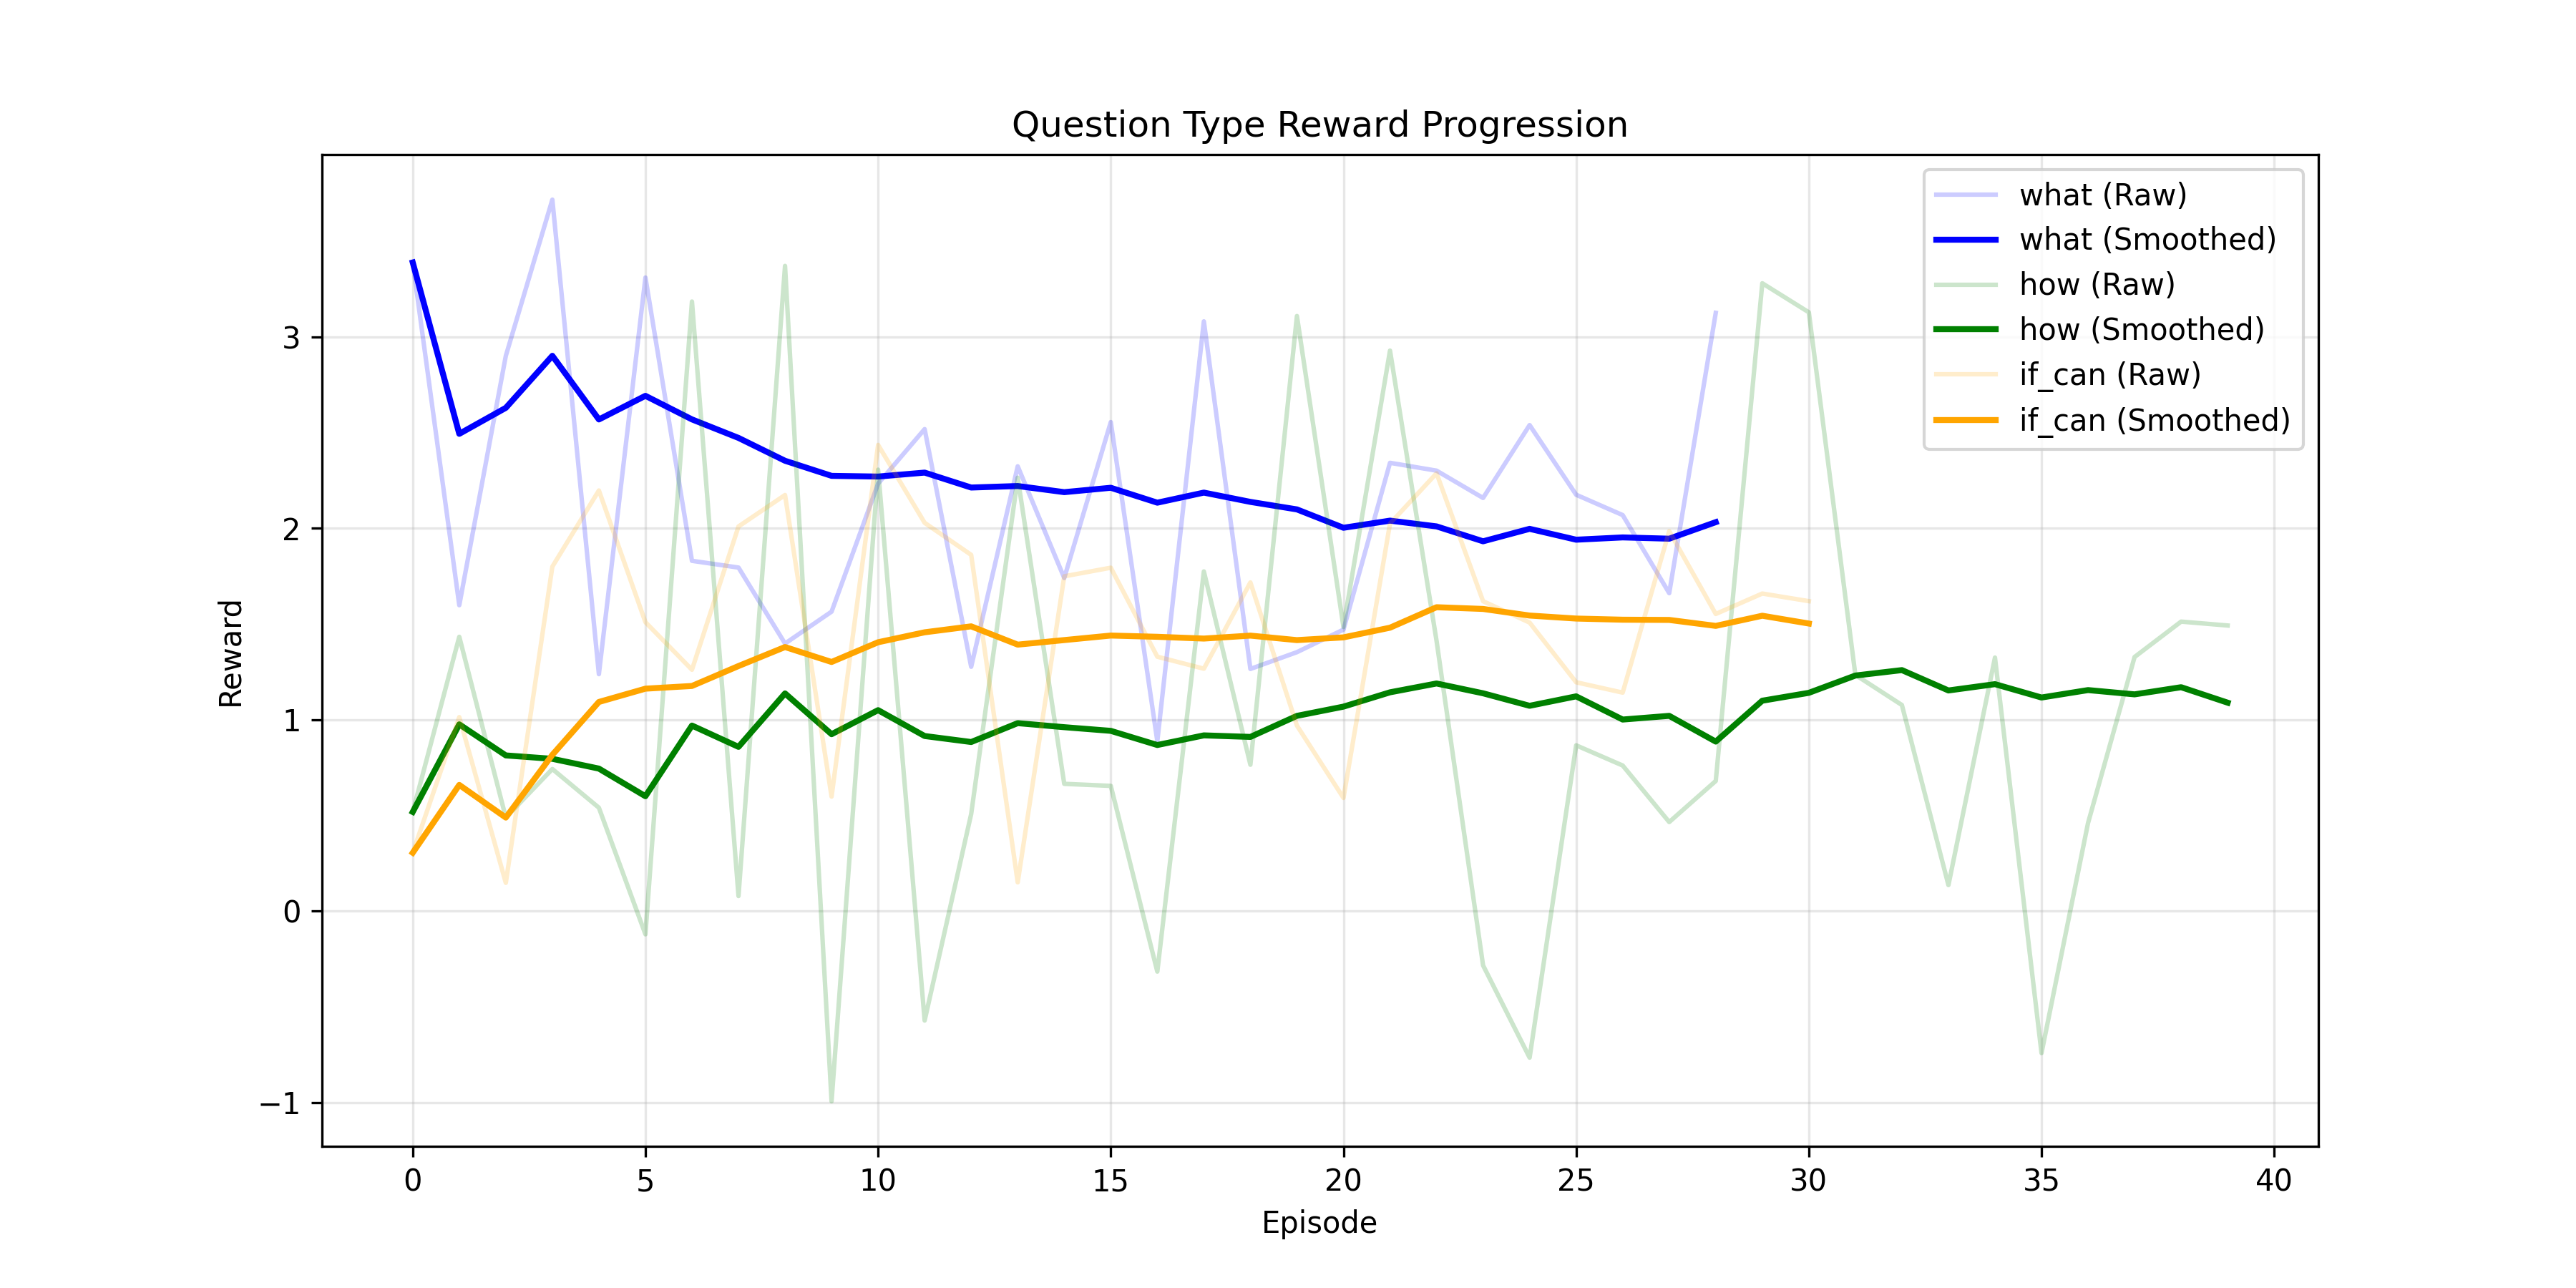 Question Type Reward Progression
what (Raw)
what (Smoothed)
how (Raw)
how (Smoothed)
if_can (Raw)
if_can (Smoothed)
Reward
3
2
1
0
−1
0 5 10 15 20 25 30 35 40
Episode